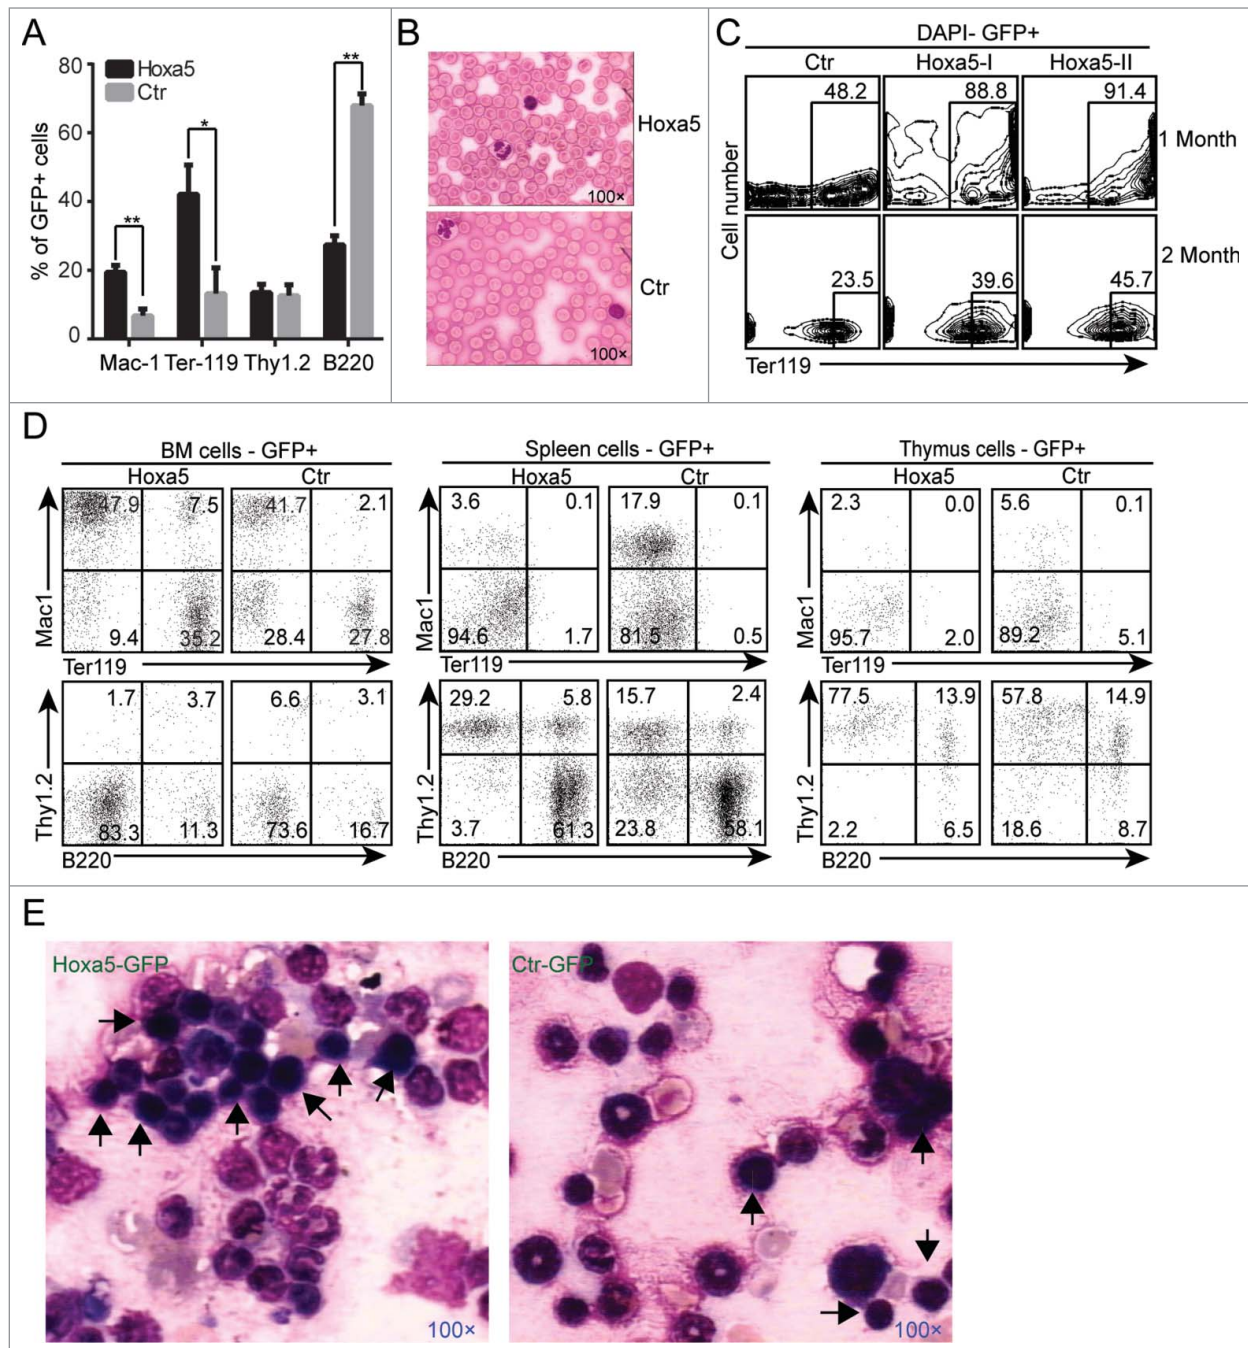 A
80
60
40
20
0
% of GFP+ cells
Hoxa5
Ctr
**
*
**
Mac-1 Ter-119 Thy1.2 B220
B
Hoxa5
100×
Ctr
100×
C
DAPI- GFP+
Ctr Hoxa5-I Hoxa5-II
48.2 88.8 91.4
1 Month
Cell number
23.5 39.6 45.7
2 Month
Ter119
D
BM cells - GFP+
Hoxa5 Ctr
47.9 7.5 41.7 2.1
Mac1
9.4 35.2 28.4 27.8
Ter119
1.7 3.7 6.6 3.1
Thy1.2
83.3 11.3 73.6 16.7
B220
Spleen cells - GFP+
Hoxa5 Ctr
3.6 0.1 17.9 0.1
Mac1
94.6 1.7 81.5 0.5
Ter119
29.2 5.8 15.7 2.4
Thy1.2
3.7 61.3 23.8 58.1
B220
Thymus cells - GFP+
Hoxa5 Ctr
2.3 0.0 5.6 0.1
Mac1
95.7 2.0 89.2 5.1
Ter119
77.5 13.9 57.8 14.9
Thy1.2
2.2 6.5 18.6 8.7
B220
E
Hoxa5-GFP
100×
Ctr-GFP
100×